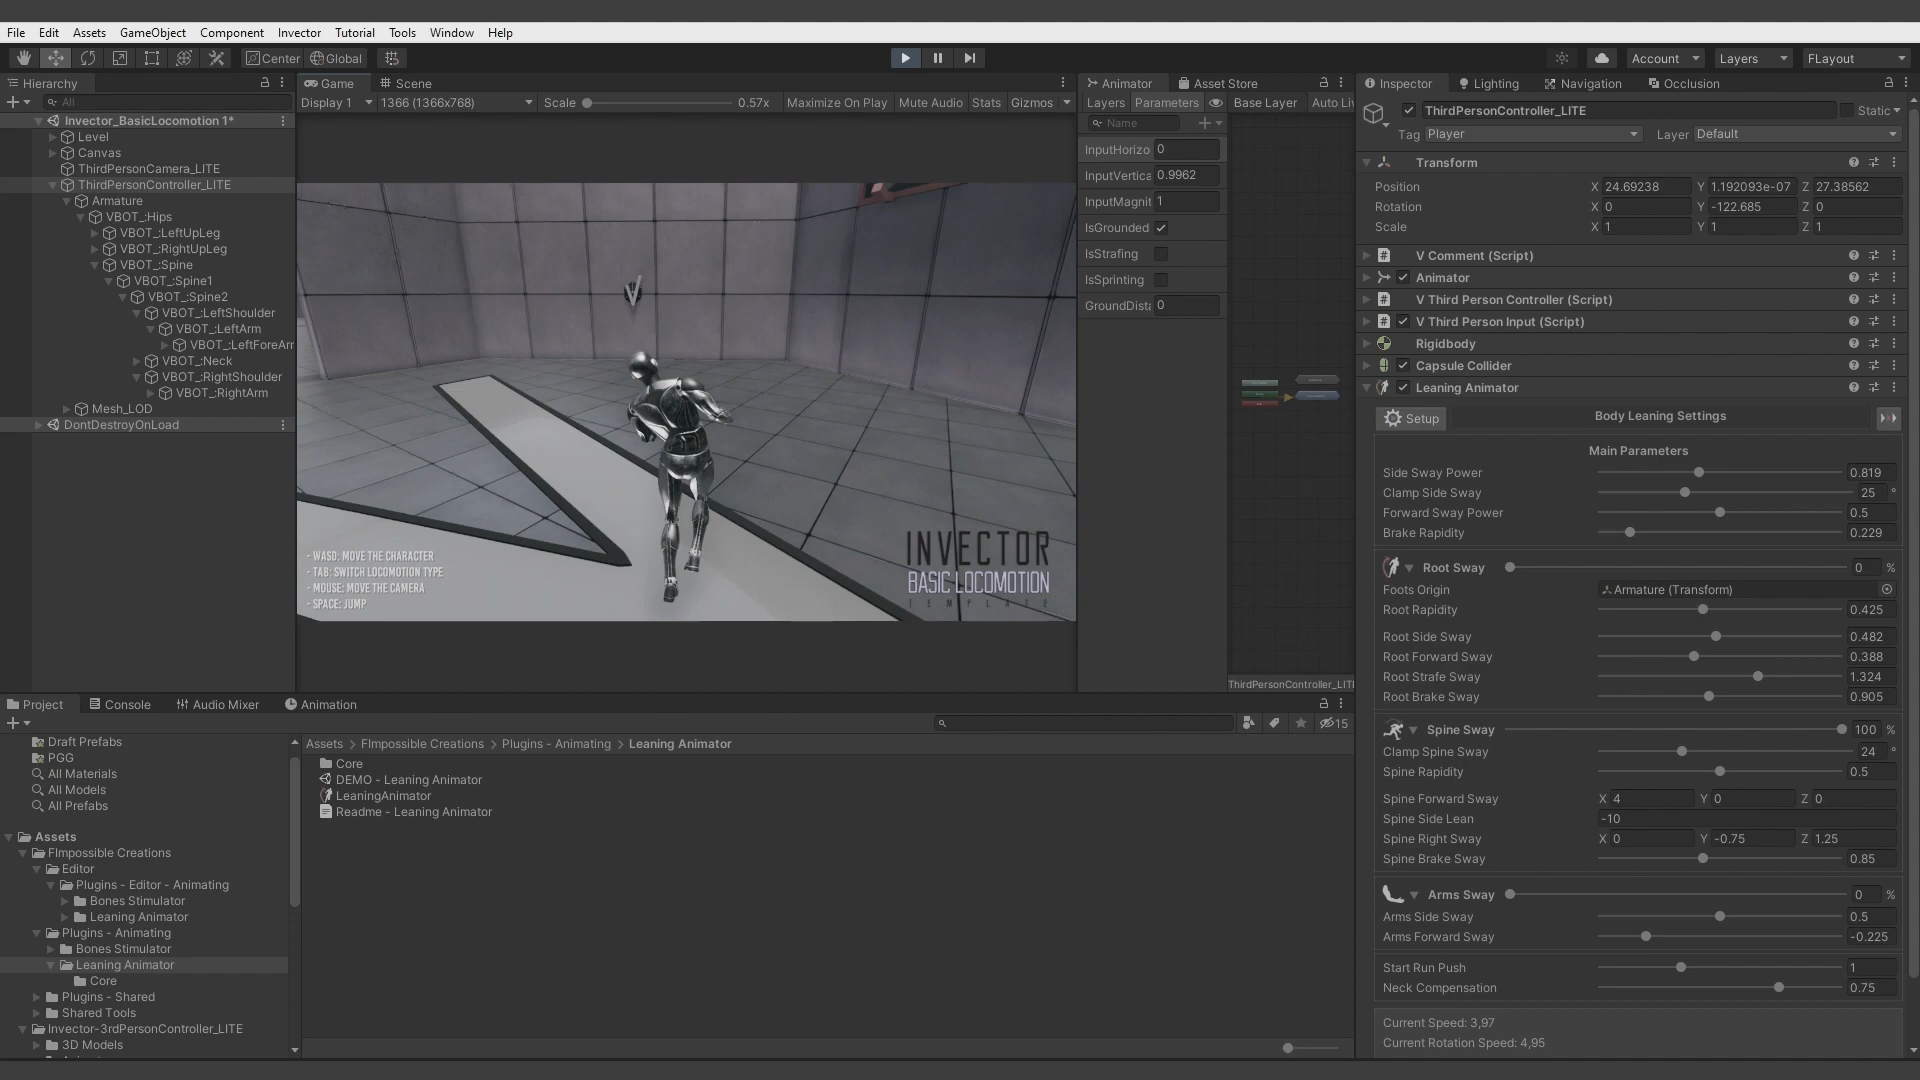 File Edit Assets GameObject Component Invector Tutorial Tools Window Help
Center Global Account Layers FLayout
Hierarchy
All
Invector_BasicLocomotion 1*
Level
Canvas
ThirdPersonCamera_LITE
ThirdPersonController_LITE
Armature
VBOT_:Hips
VBOT_:LeftUpLeg
VBOT_:RightUpLeg
VBOT_:Spine
VBOT_:Spine1
VBOT_:Spine2
VBOT_:LeftShoulder
VBOT_:LeftArm
VBOT_:LeftForeArr
VBOT_:Neck
VBOT_:RightShoulder
VBOT_:RightArm
Mesh_LOD
DontDestroyOnLoad
Game Scene
Display 1 1366 (1366x768) Scale 0.57x Maximize On Play Mute Audio Stats Gizmos
- WASD: MOVE THE CHARACTER
- TAB: SWITCH LOCOMOTION TYPE
- MOUSE: MOVE THE CAMERA
- SPACE: JUMP
INVECTOR
BASIC LOCOMOTION
TEMPLATE
Animator Asset Store
Layers Parameters Base Layer Auto Liv
Name
InputHorizo 0
InputVertica 0.9962
InputMagnit 1
IsGrounded
IsStrafing
IsSprinting
GroundDista 0
ThirdPersonController_LITE
Inspector Lighting Navigation Occlusion
ThirdPersonController_LITE Static
Tag Player Layer Default
Transform
Position X 24.69238 Y 1.192093e-07 Z 27.38562
Rotation X 0 Y -122.685 Z 0
Scale X 1 Y 1 Z 1
V Comment (Script)
Animator
V Third Person Controller (Script)
V Third Person Input (Script)
Rigidbody
Capsule Collider
Leaning Animator
Setup Body Leaning Settings
Main Parameters
Side Sway Power 0.819
Clamp Side Sway 25 °
Forward Sway Power 0.5
Brake Rapidity 0.229
Root Sway 0 %
Foots Origin Armature (Transform)
Root Rapidity 0.425
Root Side Sway 0.482
Root Forward Sway 0.388
Root Strafe Sway 1.324
Root Brake Sway 0.905
Spine Sway 100 %
Clamp Spine Sway 24 °
Spine Rapidity 0.5
Spine Forward Sway X 4 Y 0 Z 0
Spine Side Lean -10
Spine Right Sway X 0 Y -0.75 Z 1.25
Spine Brake Sway 0.85
Arms Sway 0 %
Arms Side Sway 0.5
Arms Forward Sway -0.225
Start Run Push 1
Neck Compensation 0.75
Current Speed: 3,97
Current Rotation Speed: 4,95
Project Console Audio Mixer Animation
15
Draft Prefabs
PGG
All Materials
All Models
All Prefabs
Assets
FImpossible Creations
Editor
Plugins - Editor - Animating
Bones Stimulator
Leaning Animator
Plugins - Animating
Bones Stimulator
Leaning Animator
Core
Plugins - Shared
Shared Tools
Invector-3rdPersonController_LITE
3D Models
Assets > FImpossible Creations > Plugins - Animating > Leaning Animator
Core
DEMO - Leaning Animator
LeaningAnimator
Readme - Leaning Animator